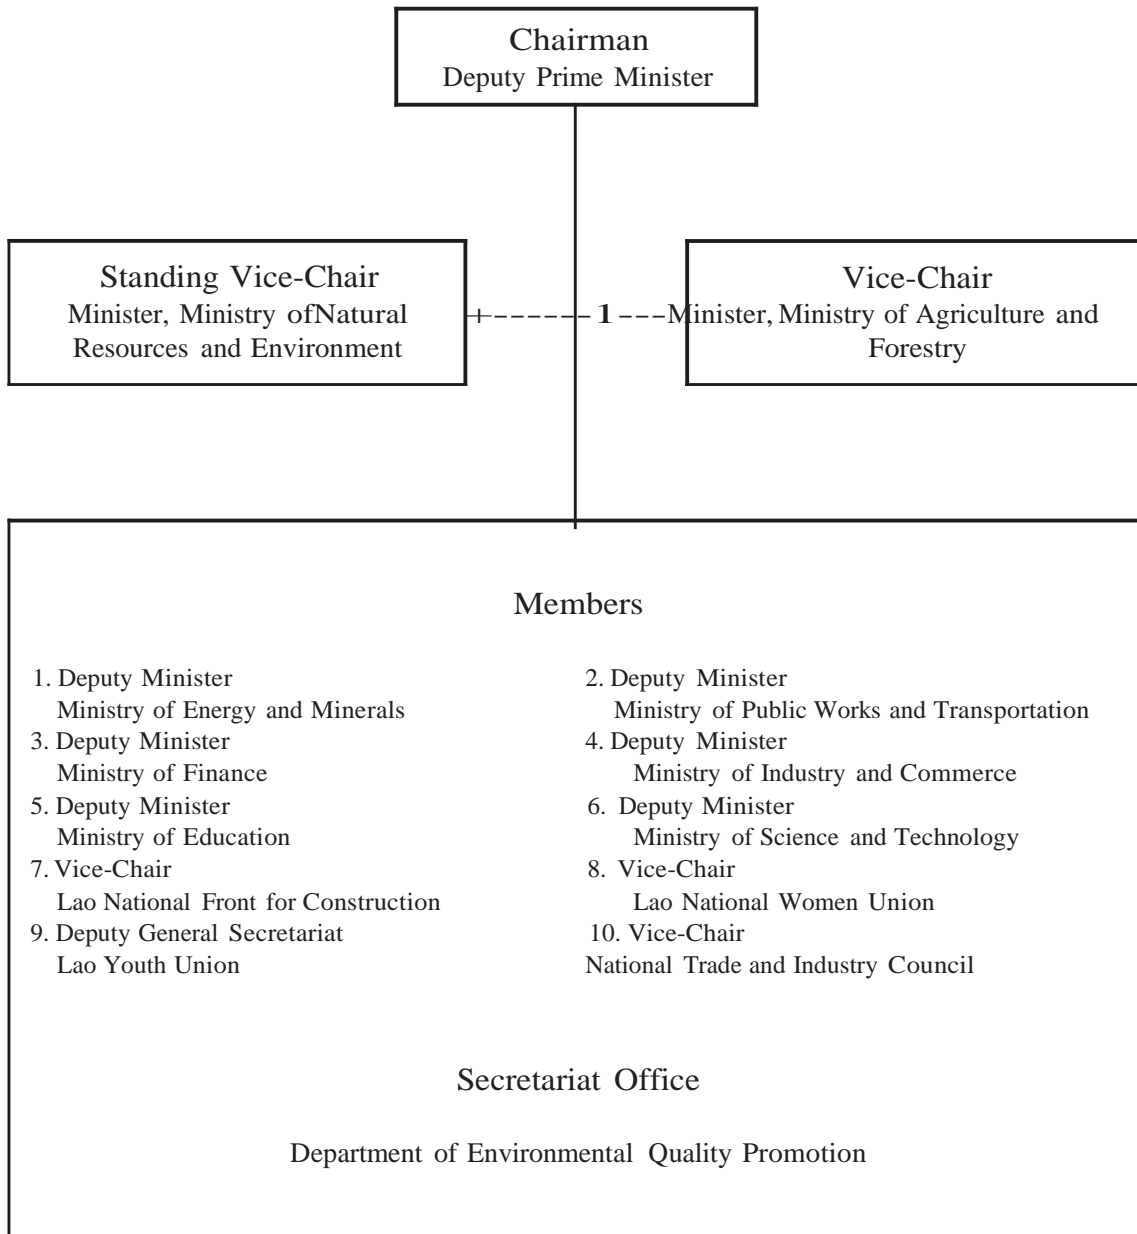 Chairman
Deputy Prime Minister
Standing Vice-Chair
Minister, Ministry ofNatural
Resources and Environment
1
Vice-Chair
Minister, Ministry of Agriculture and
Forestry
Members
1. Deputy Minister
Ministry of Energy and Minerals
2. Deputy Minister
Ministry of Public Works and Transportation
3. Deputy Minister
Ministry of Finance
4. Deputy Minister
Ministry of Industry and Commerce
5. Deputy Minister
Ministry of Education
6. Deputy Minister
Ministry of Science and Technology
7. Vice-Chair
Lao National Front for Construction
8. Vice-Chair
Lao National Women Union
9. Deputy General Secretariat
Lao Youth Union
10. Vice-Chair
National Trade and Industry Council
Secretariat Office
Department of Environmental Quality Promotion